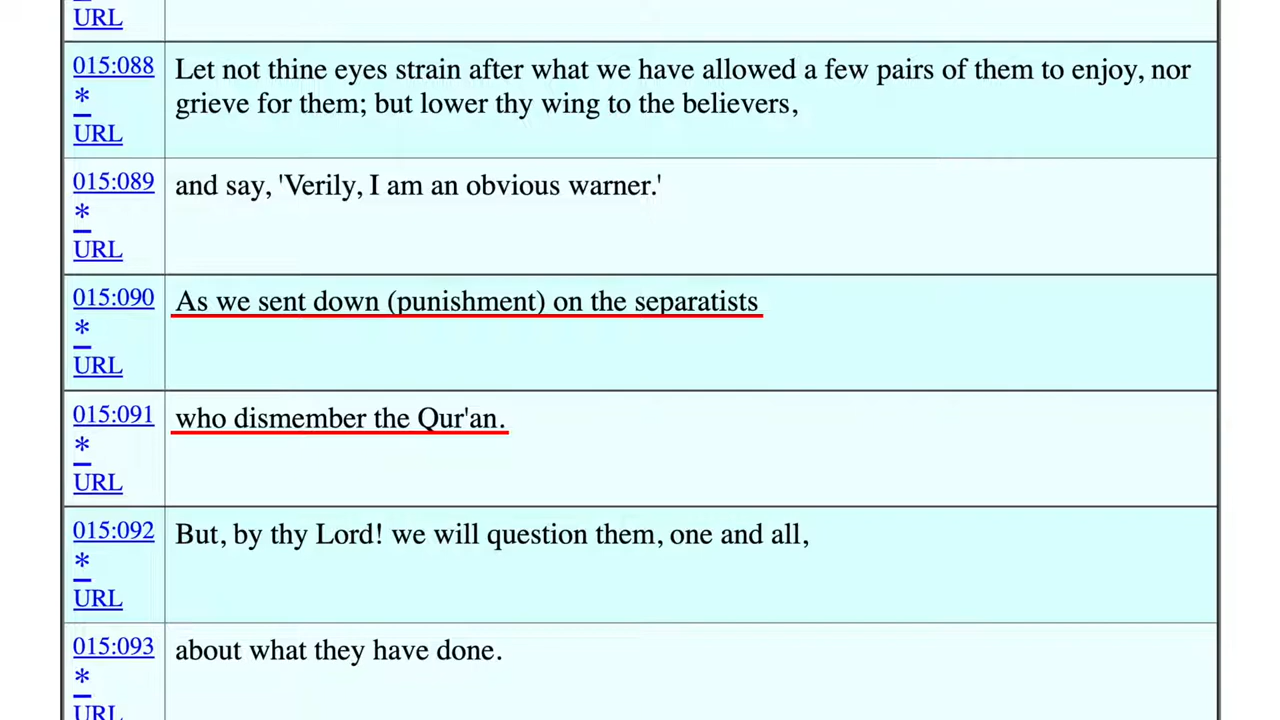 URL
015:088
*
URL
Let not thine eyes strain after what we have allowed a few pairs of them to enjoy, nor
grieve for them; but lower thy wing to the believers,
015:089
*
URL
and say, 'Verily, I am an obvious warner.'
015:090
*
URL
As we sent down (punishment) on the separatists
015:091
*
URL
who dismember the Qur'an.
015:092
*
URL
But, by thy Lord! we will question them, one and all,
015:093
*
URL
about what they have done.